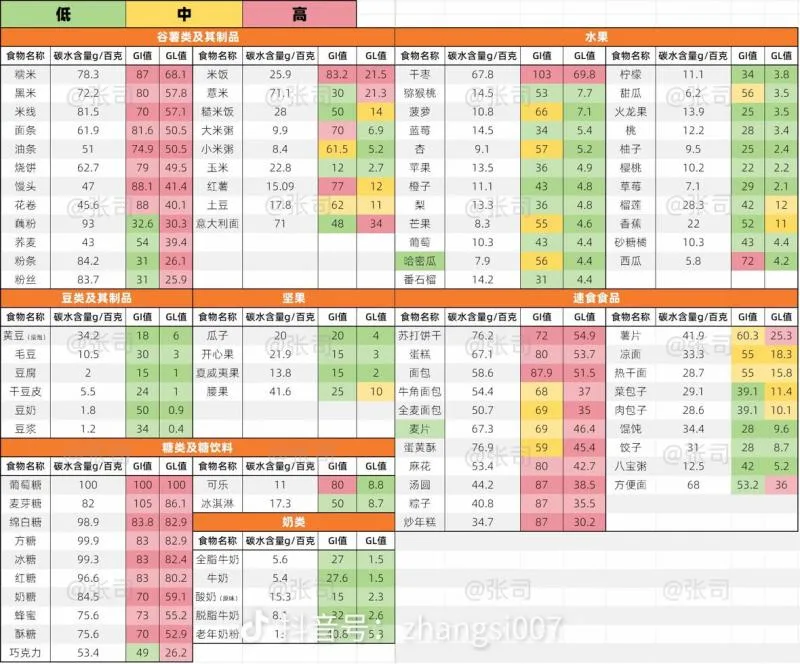 低 中 高
谷薯类及其制品
食物名称 碳水含量g/百克 GI值 GL值 食物名称 碳水含量g/百克 GI值 GL值
糯米 78.3 87 68.1 米饭 25.9 83.2 21.5
黑米 72.2 80 57.8 薏米 71.1 30 21.3
米线 81.5 70 57.1 糙米饭 28 50 14
面条 61.9 81.6 50.5 大米粥 9.9 70 6.9
油条 51 74.9 50.5 小米粥 8.4 61.5 5.2
烧饼 62.7 79 49.5 玉米 22.8 12 2.7
馒头 47 88.1 41.4 红薯 15.09 77 12
花卷 45.6 88 40.1 土豆 17.8 62 11
藕粉 93 32.6 30.3 意大利面 71 48 34
荞麦 43 54 39.4
粉条 84.2 31 26.1
粉丝 83.7 31 25.9
水果
食物名称 碳水含量g/百克 GI值 GL值 食物名称 碳水含量g/百克 GI值 GL值
干枣 67.8 103 69.8 柠檬 11.1 34 3.8
猕猴桃 14.5 53 7.7 甜瓜 6.2 56 3.5
菠萝 10.8 66 7.1 火龙果 13.9 25 3.5
蓝莓 14.5 34 5.4 桃 12.2 28 3.4
杏 9.1 57 5.2 柚子 9.5 25 2.4
苹果 13.5 36 4.9 樱桃 10.2 22 2.2
橙子 11.1 43 4.8 草莓 7.1 29 2.1
梨 13.3 36 4.8 榴莲 28.3 42 12
芒果 8.3 55 4.6 香蕉 22 52 11
葡萄 10.3 43 4.4 砂糖橘 10.3 43 4.4
哈密瓜 7.9 56 4.4 西瓜 5.8 72 4.2
番石榴 14.2 31 4.4
豆类及其制品
食物名称 碳水含量g/百克 GI值 GL值
黄豆 34.2 18 6
毛豆 10.5 30 3
豆腐 2 15 1
干豆皮 5.5 24 1
豆奶 1.8 50 0.9
豆浆 1.2 34 0.4
坚果
食物名称 碳水含量g/百克 GI值 GL值
瓜子 20 20 4
开心果 21.9 15 3
夏威夷果 13.8 15 2
腰果 41.6 25 10
速食食品
食物名称 碳水含量g/百克 GI值 GL值 食物名称 碳水含量g/百克 GI值 GL值
苏打饼干 76.2 72 54.9 薯片 41.9 60.3 25.3
蛋糕 67.1 80 53.7 凉面 33.3 55 18.3
面包 58.6 87.9 51.5 热干面 28.7 55 15.8
牛角面包 54.4 68 37 菜包子 29.1 39.1 11.4
全麦面包 50.7 69 35 肉包子 28.6 39.1 10.1
麦片 67.3 69 46.4 馄饨 34.4 28 9.6
蛋黄酥 76.9 59 45.4 饺子 31 28 8.7
麻花 53.4 80 42.7 八宝粥 12.5 42 5.2
汤圆 44.2 87 38.5 方便面 68 53.2 36
粽子 40.8 87 35.5
炒年糕 34.7 87 30.2
糖类及糖饮料
食物名称 碳水含量g/百克 GI值 GL值 食物名称 碳水含量g/百克 GI值 GL值
葡萄糖 100 100 100 可乐 11 80 8.8
麦芽糖 82 105 86.1 冰淇淋 17.3 50 8.7
绵白糖 98.9 83.8 82.9
方糖 99.9 83 82.9
冰糖 99.3 83 82.4
红糖 96.6 83 80.2
奶糖 84.5 70 59.1
蜂蜜 75.6 73 55.2
酥糖 75.6 70 52.9
巧克力 53.4 49 26.2
奶类
食物名称 碳水含量g/百克 GI值 GL值
全脂牛奶 5.6 27 1.5
牛奶 5.4 27.6 1.5
酸奶(原味) 15.3 15 2.3
脱脂牛奶 32 2.6
老年奶粉 40.8 5.3
@张司
抖音号：zhangsi007